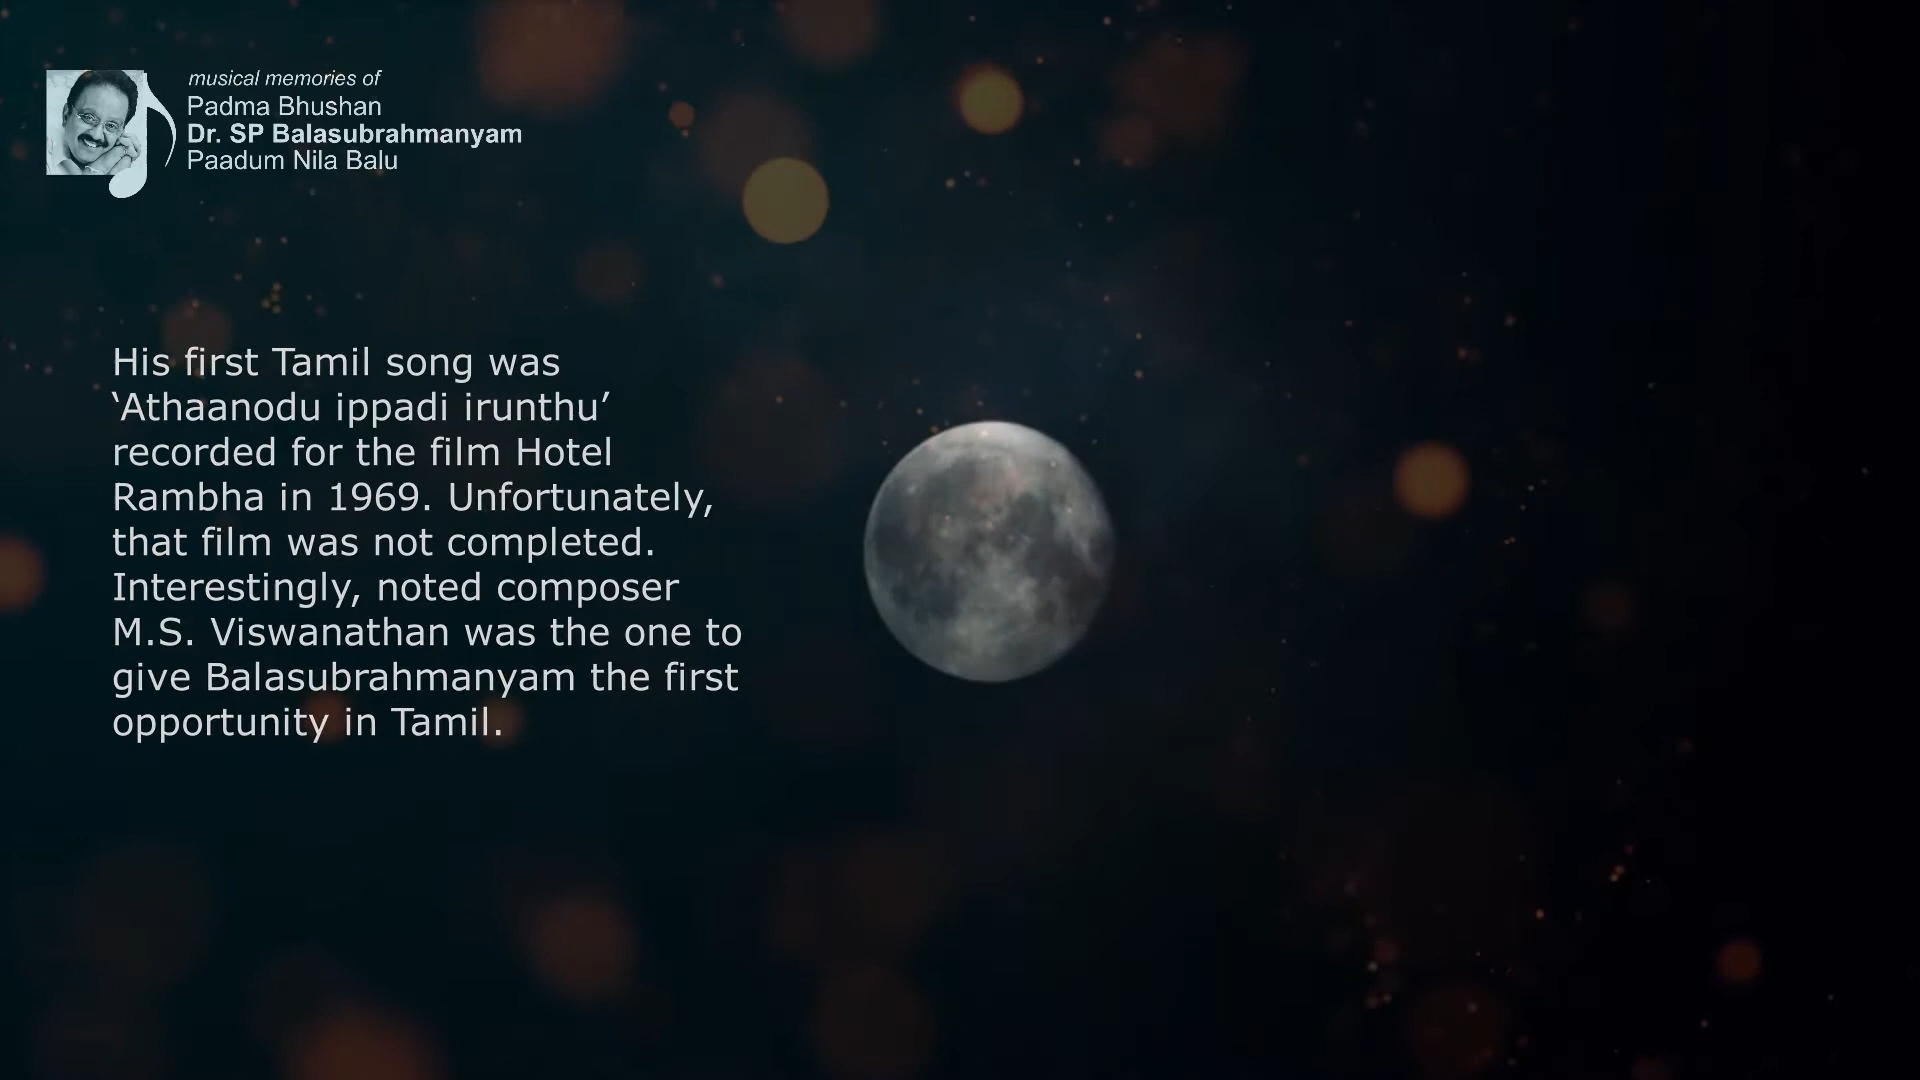 musical memories of
Padma Bhushan
Dr. SP Balasubrahmanyam
Paadum Nila Balu
His first Tamil song was
‘Athaanodu ippadi irunthu’
recorded for the film Hotel
Rambha in 1969. Unfortunately,
that film was not completed.
Interestingly, noted composer
M.S. Viswanathan was the one to
give Balasubrahmanyam the first
opportunity in Tamil.